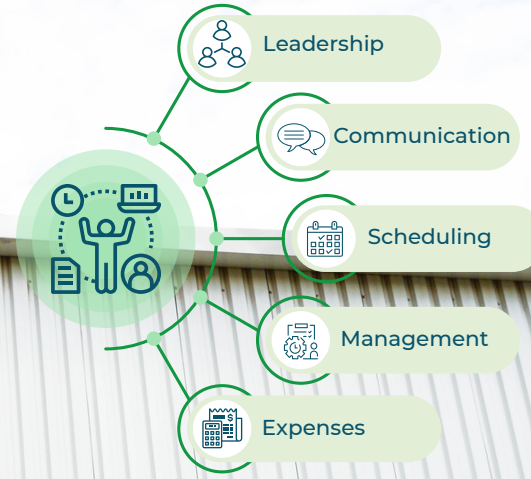 Leadership
Communication
Scheduling
Management
Expenses